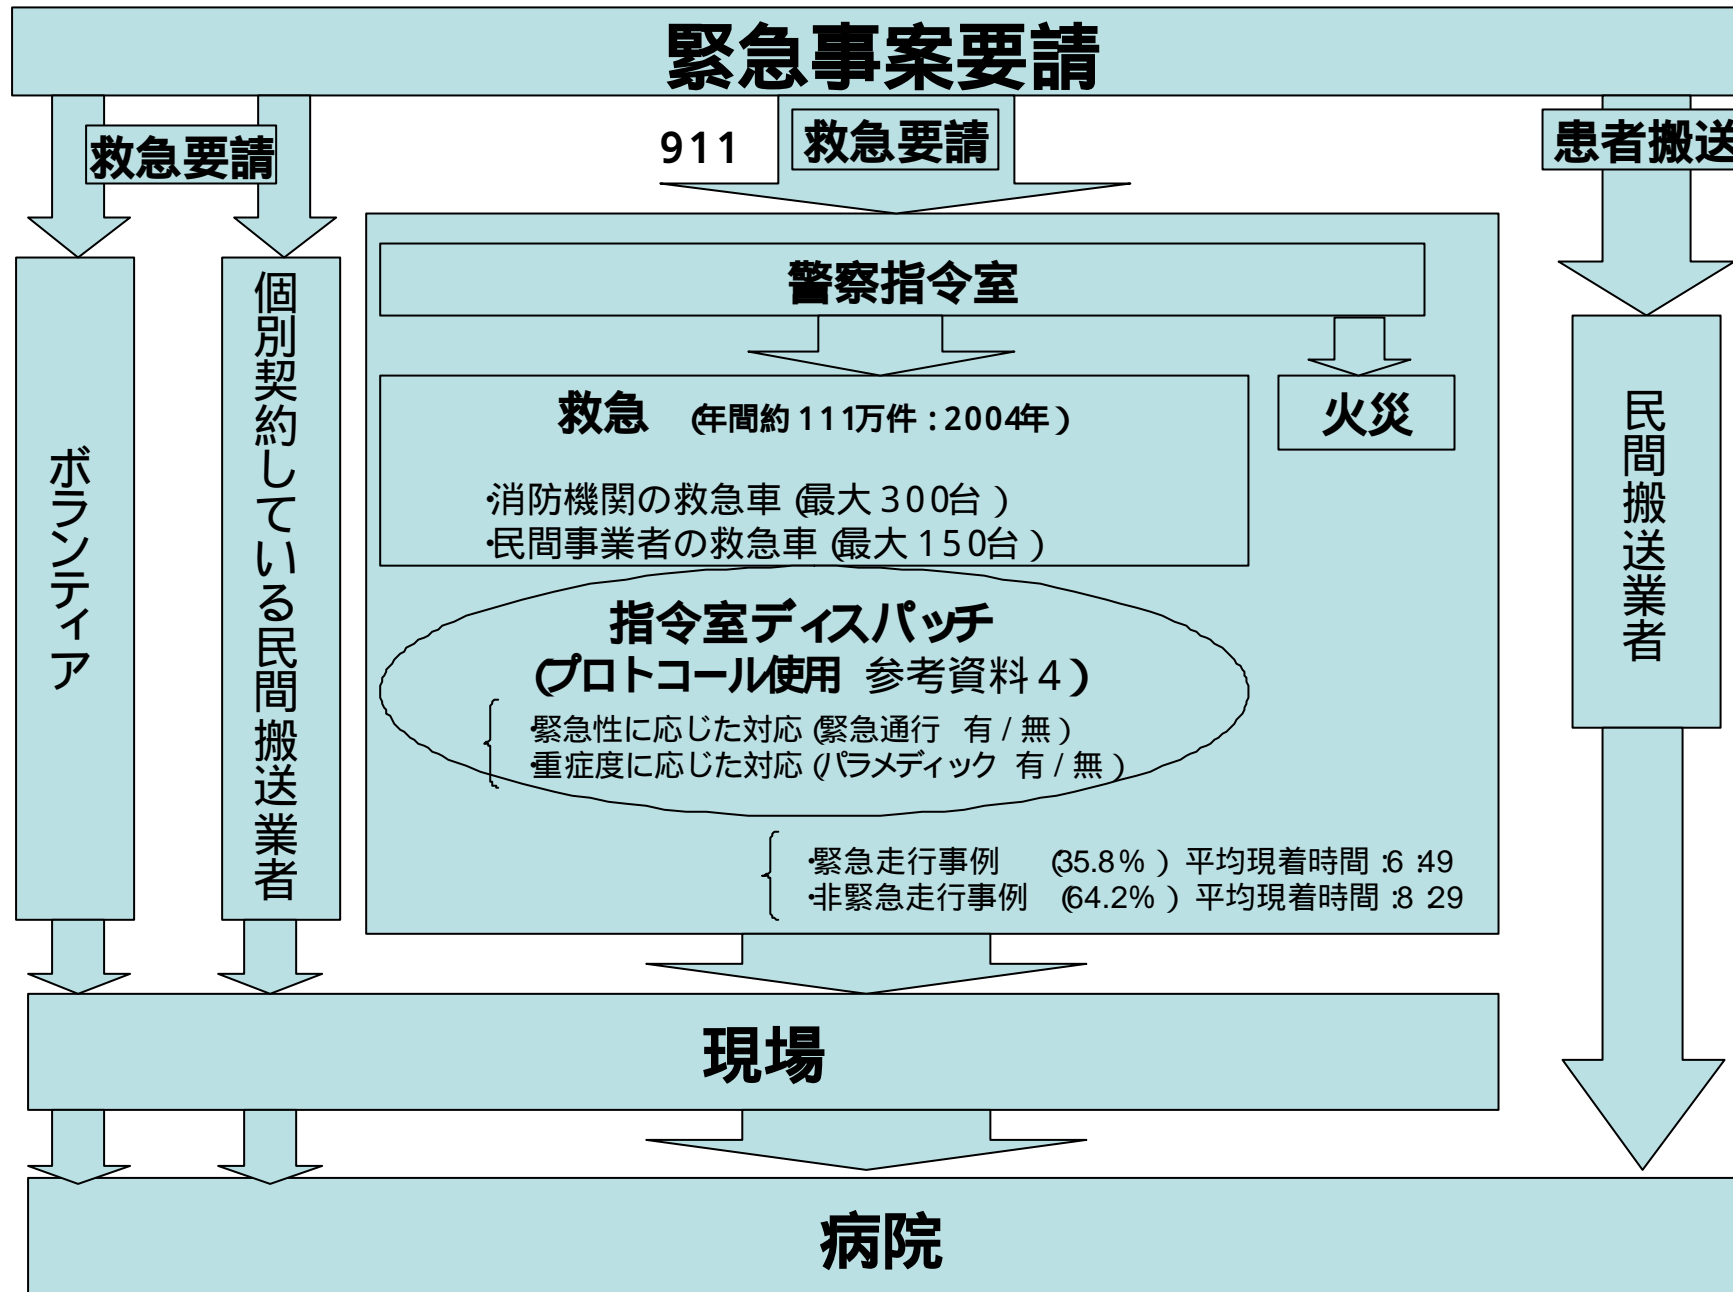 緊急事案要請
救急要請
911
救急要請
患者搬送
ボランティア
個別契約している民間搬送業者
警察指令室
救急 (年間約111万件:2004年)
・消防機関の救急車(最大300台)
・民間事業者の救急車(最大150台)
火災
指令室ディスパッチ
(プロトコール使用 参考資料4)
・緊急性に応じた対応(緊急通行 有/無)
・重症度に応じた対応(パラメディック 有/無)
・緊急走行事例 (35.8%) 平均現着時間:6:49
・非緊急走行事例 (64.2%) 平均現着時間:8:29
民間搬送業者
現場
病院